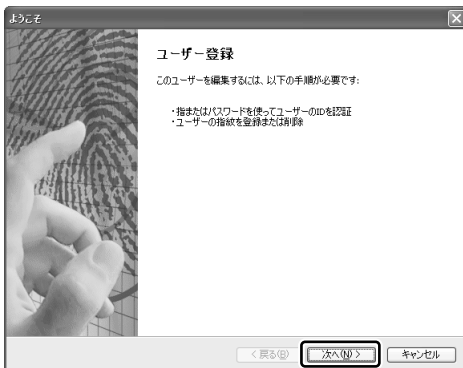 ようこそ
ユーザー登録
このユーザーを編集するには、以下の手順が必要です:
・指またはパスワードを使ってユーザーのIDを認証
・ユーザーの指紋を登録または削除
< 戻る(B)
次へ(N) >
キャンセル